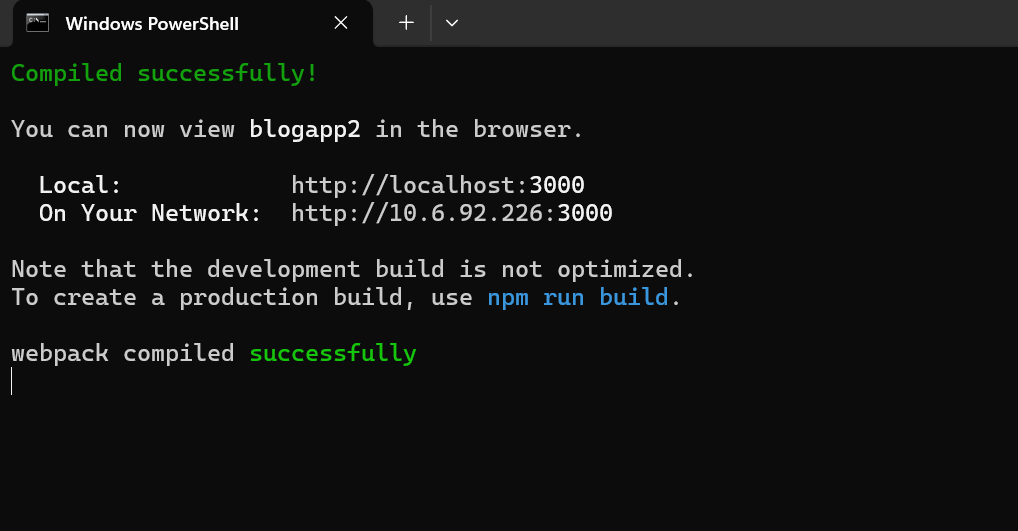 Windows PowerShell
Compiled successfully!
You can now view blogapp2 in the browser.
Local: http://localhost:3000
On Your Network: http://10.6.92.226:3000
Note that the development build is not optimized.
To create a production build, use npm run build.
webpack compiled successfully